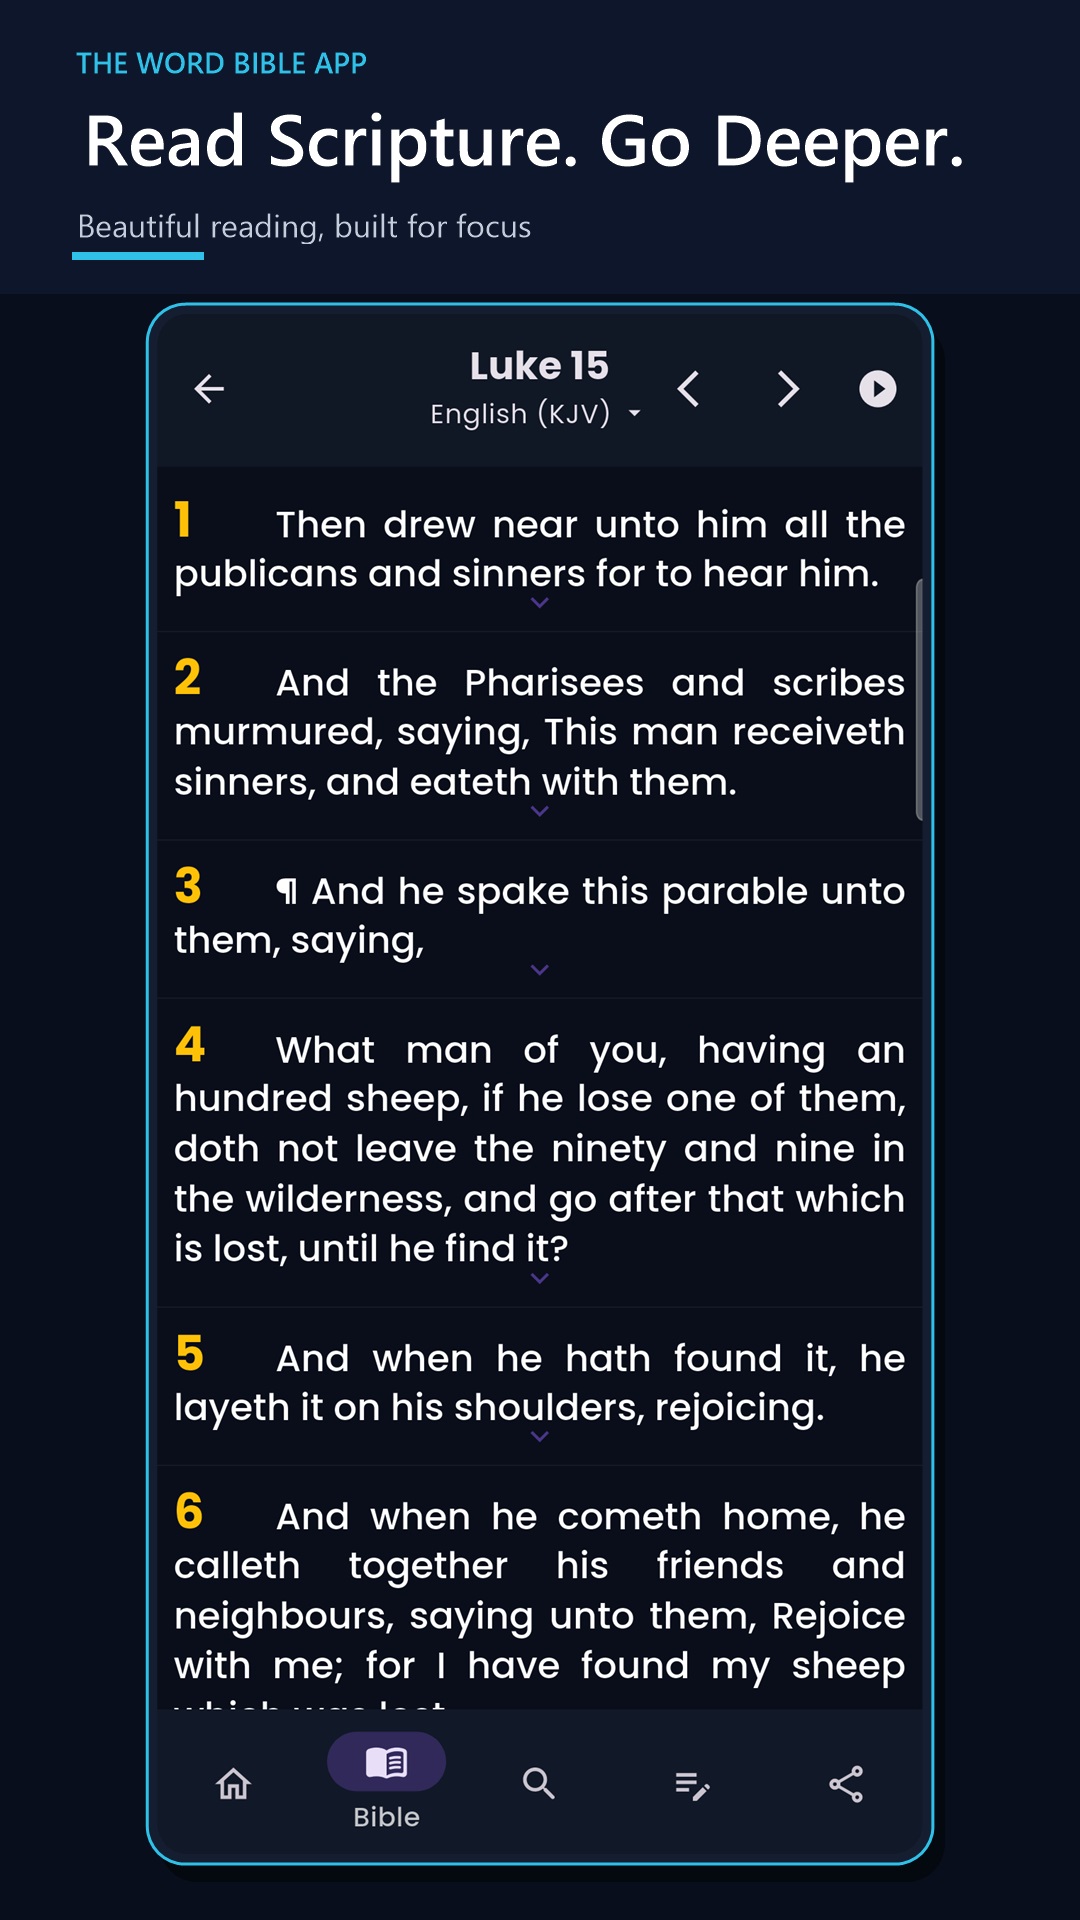 THE WORD BIBLE APP
Read Scripture. Go Deeper.
Beautiful reading, built for focus
Luke 15
English (KJV)
1 Then drew near unto him all the
publicans and sinners for to hear him.
2 And the Pharisees and scribes
murmured, saying, This man receiveth
sinners, and eateth with them.
3 ¶ And he spake this parable unto
them, saying,
4 What man of you, having an
hundred sheep, if he lose one of them,
doth not leave the ninety and nine in
the wilderness, and go after that which
is lost, until he find it?
5 And when he hath found it, he
layeth it on his shoulders, rejoicing.
6 And when he cometh home, he
calleth together his friends and
neighbours, saying unto them, Rejoice
with me; for I have found my sheep
which was lost
Bible